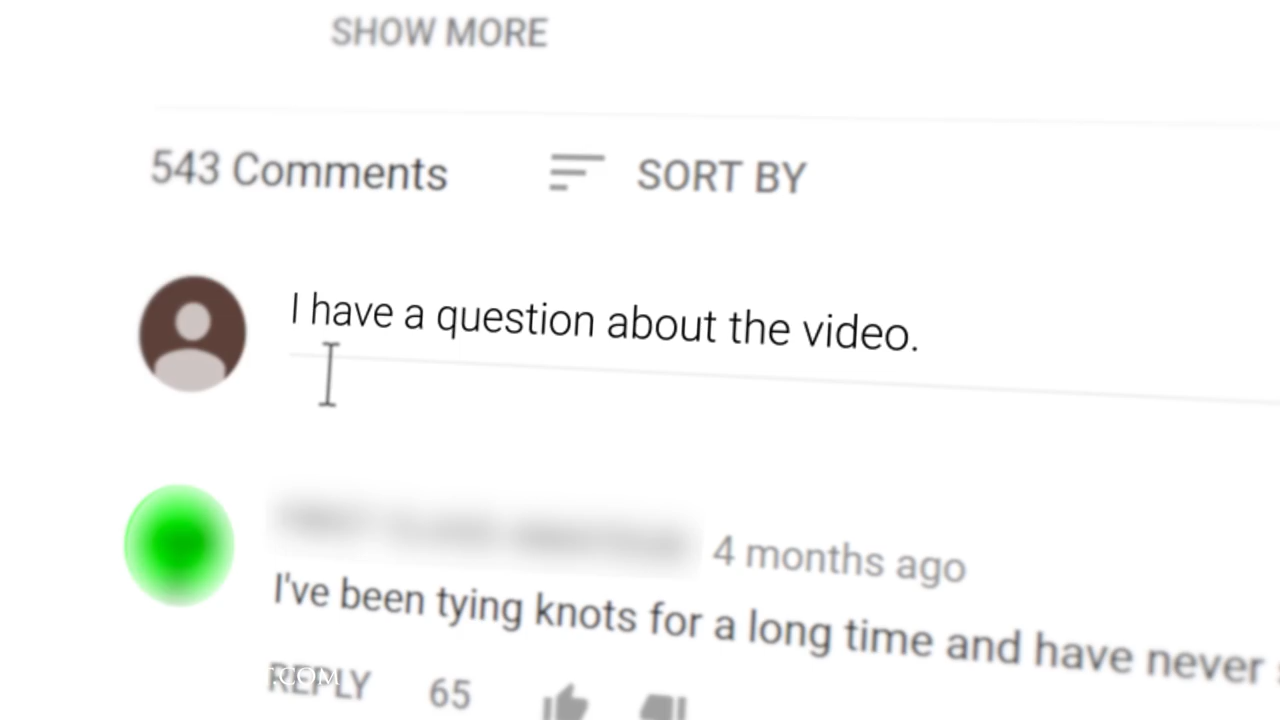 SHOW MORE
543 Comments SORT BY
I have a question about the video.
4 months ago
I've been tying knots for a long time and have never
REPLY 65
.COM